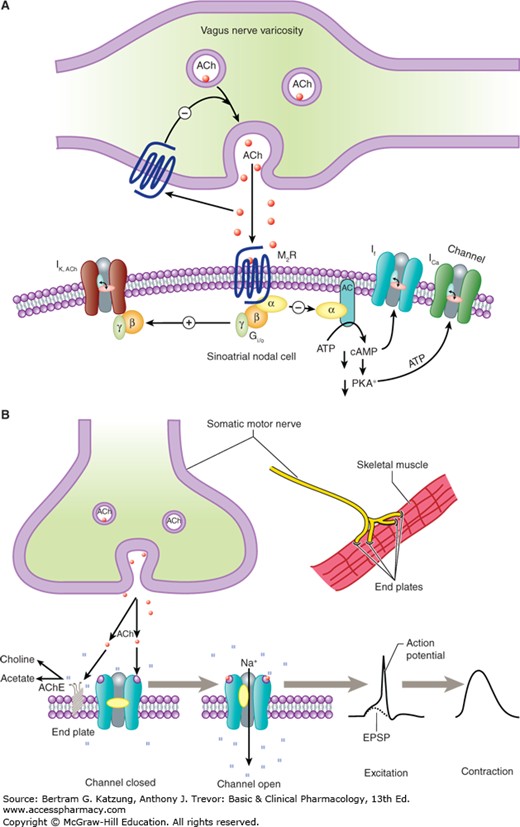 A
Vagus nerve varicosity
ACh
ACh
−
ACh
I K, ACh
M2R
If
ICa
Channel
AC
α
−
α
β
γ
Gi/o
+
γ
β
ATP
cAMP
ATP
PKA*
Sinoatrial nodal cell
B
Somatic motor nerve
Skeletal muscle
End plates
ACh
ACh
ACh
Choline
Acetate
AChE
End plate
Na+
Action
potential
EPSP
Channel closed
Channel open
Excitation
Contraction
Source: Bertram G. Katzung, Anthony J. Trevor: Basic & Clinical Pharmacology, 13th Ed.
www.accesspharmacy.com
Copyright © McGraw-Hill Education. All rights reserved.